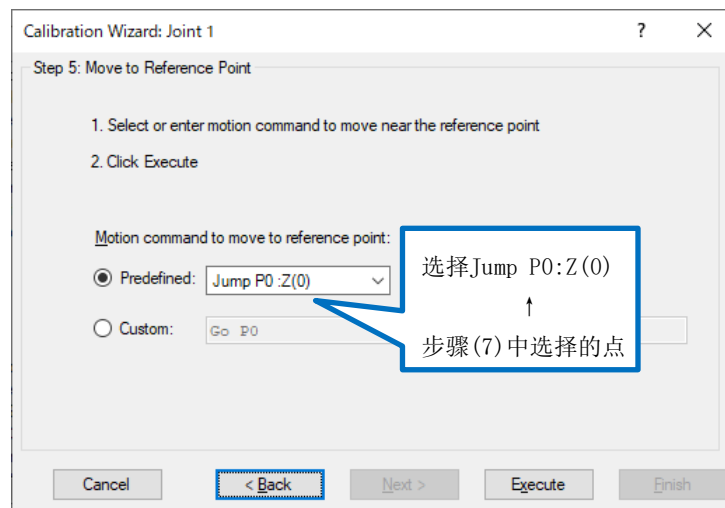 Calibration Wizard: Joint 1
?
Step 5: Move to Reference Point
1. Select or enter motion command to move near the reference point
2. Click Execute
Motion command to move to reference point:
Predefined:
Jump P0 :Z(0)
Custom:
Go P0
选择Jump P0:Z(0)
↑
步骤(7)中选择的点
Cancel
< Back
Next >
Execute
Finish